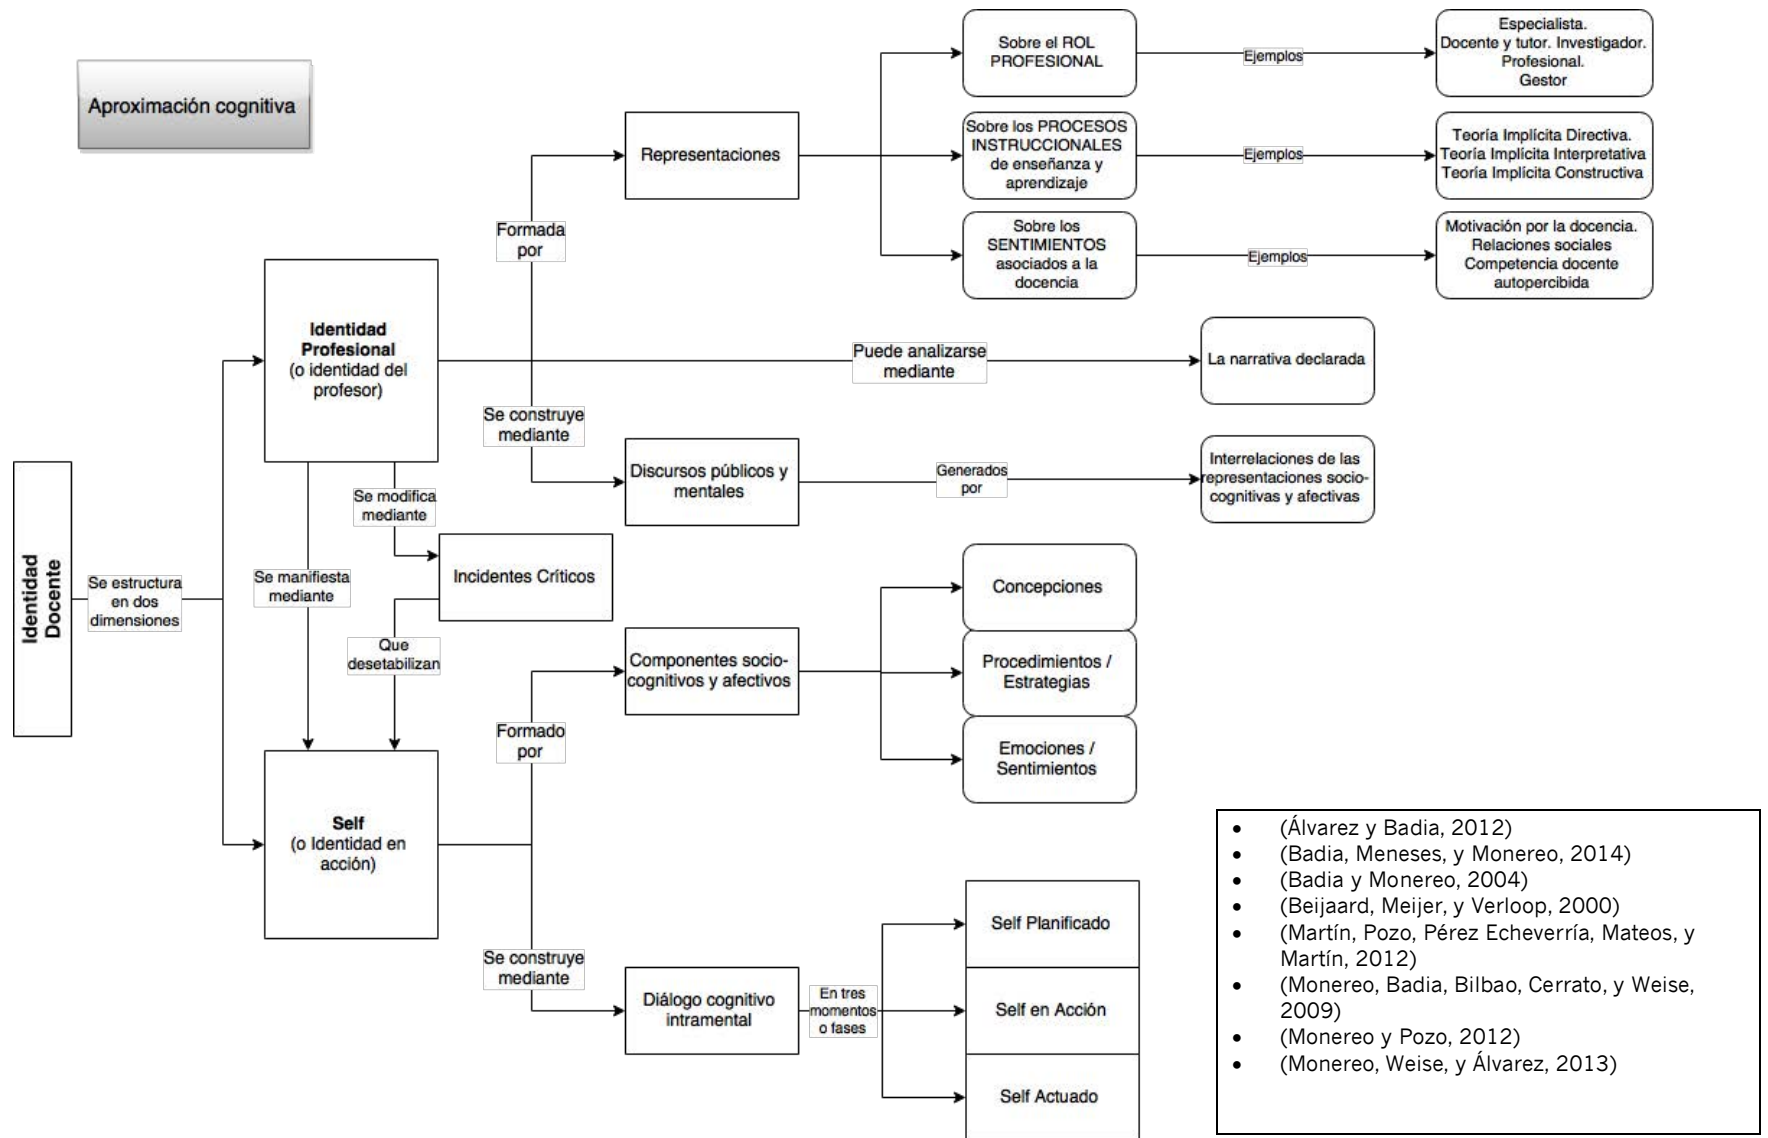 Aproximación cognitiva
Identidad
Docente
Se estructura
en dos
dimensiones
Identidad
Profesional
(o identidad del
profesor)
Formada
por
Representaciones
Sobre el ROL
PROFESIONAL
Ejemplos
Especialista.
Docente y tutor. Investigador.
Profesional.
Gestor
Sobre los PROCESOS
INSTRUCCIONALES
de enseñanza y
aprendizaje
Ejemplos
Teoría Implícita Directiva.
Teoría Implícita Interpretativa
Teoría Implícita Constructiva
Sobre los
SENTIMIENTOS
asociados a la
docencia
Ejemplos
Motivación por la docencia.
Relaciones sociales
Competencia docente
autopercibida
Puede analizarse
mediante
La narrativa declarada
Se construye
mediante
Discursos públicos y
mentales
Generados
por
Interrelaciones de las
representaciones socio-
cognitivas y afectivas
Se modifica
mediante
Incidentes Críticos
Se manifiesta
mediante
Que
desetabilizan
Self
(o Identidad en
acción)
Formado
por
Componentes socio-
cognitivos y afectivos
Concepciones
Procedimientos /
Estrategias
Emociones /
Sentimientos
Se construye
mediante
Diálogo cognitivo
intramental
En tres
momentos
o fases
Self Planificado
Self en Acción
Self Actuado
• (Álvarez y Badia, 2012)
• (Badia, Meneses, y Monereo, 2014)
• (Badia y Monereo, 2004)
• (Beijaard, Meijer, y Verloop, 2000)
• (Martín, Pozo, Pérez Echeverría, Mateos, y
Martín, 2012)
• (Monereo, Badia, Bilbao, Cerrato, y Weise,
2009)
• (Monereo y Pozo, 2012)
• (Monereo, Weise, y Álvarez, 2013)